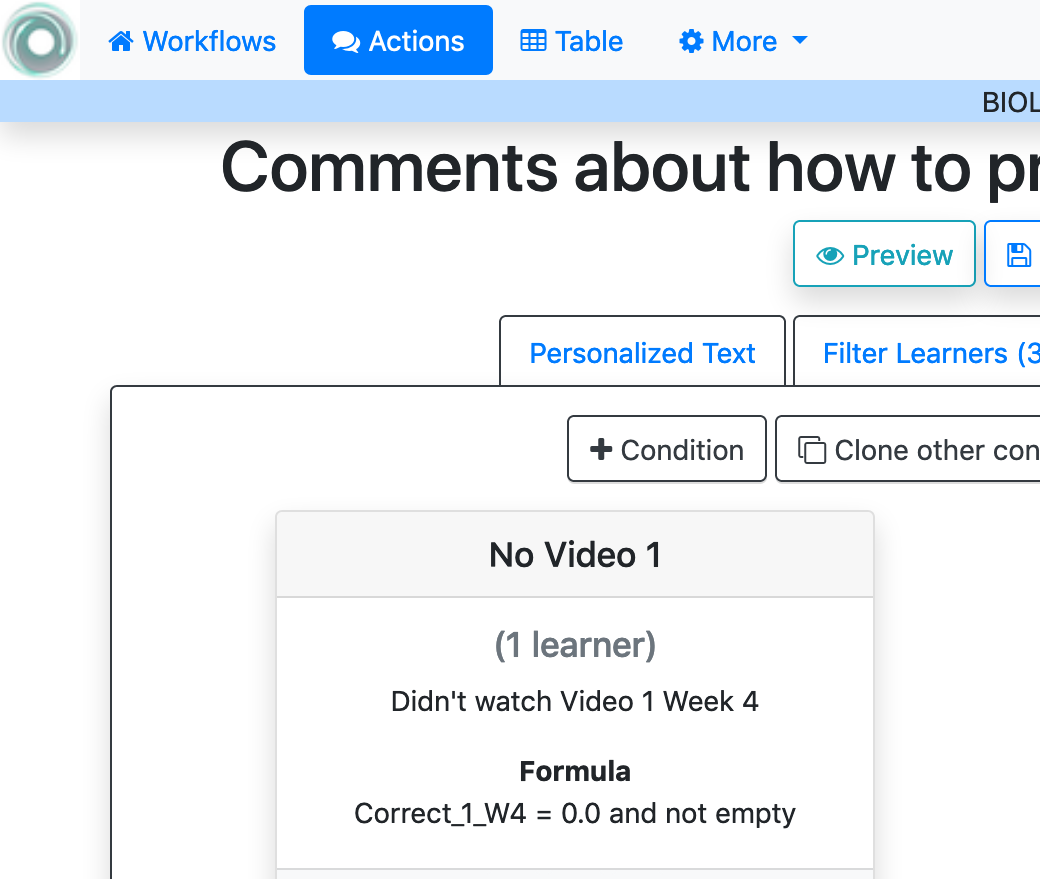 Workflows Actions Table More
BIOL
Comments about how to pr
Preview
Personalized Text Filter Learners (3
Condition Clone other con
No Video 1
(1 learner)
Didn't watch Video 1 Week 4
Formula
Correct_1_W4 = 0.0 and not empty